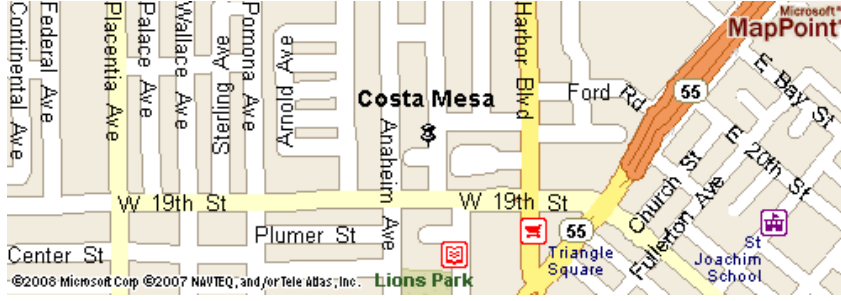 Microsoft®
MapPoint®
Continental Ave
Federal Ave
Placentia Ave
Palace Ave
Wallace Ave
Sterling Ave
Pomona Ave
Arnold Ave
Costa Mesa
Anaheim Ave
Harbor Blvd
Ford Rd
55
E Bay St
E 20th St
Church St
Fullerton Ave
W 19th St
W 19th St
Plumer St
Center St
55
Triangle
Square
St
Joachim
School
Lions Park
©2008 Microsoft Corp ©2007 NAVTEQ, and/or Tele Atlas, Inc.